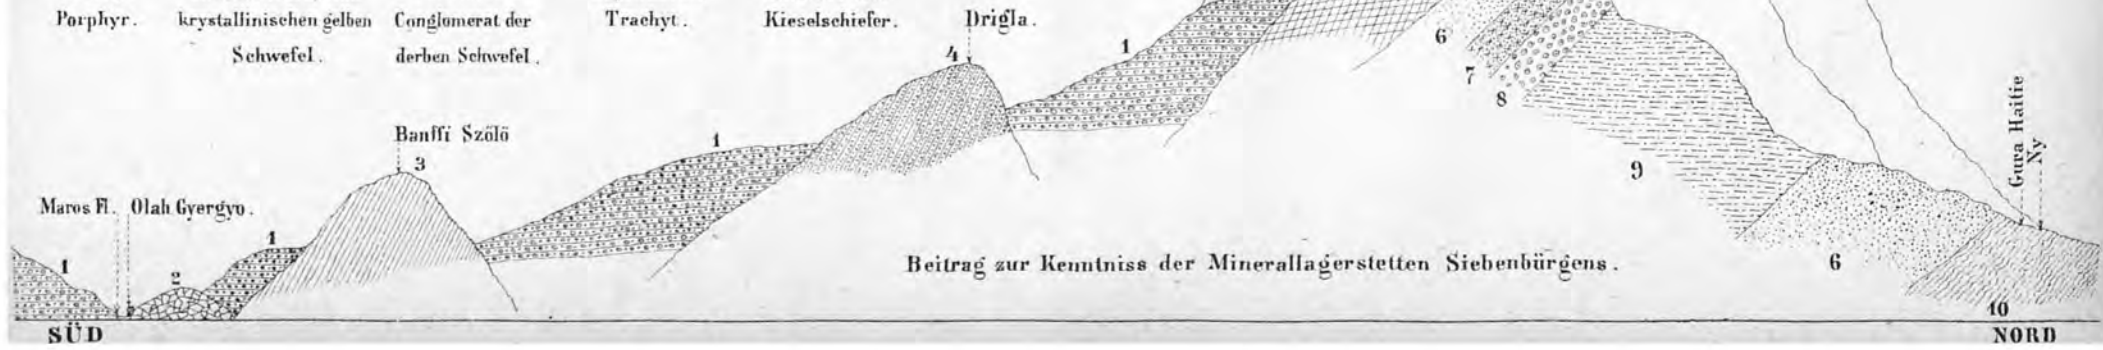 Porphyr. krystallinischen gelben Conglomerat der Trachyt. Kieselschiefer. Drigla.
Schwefel. derben Schwefel.
4 1 6
7
8
Banffi Szölö
3 1
9
Gura Haitie
Ny
Maros Fl. Olah Gyergyo.
1 1 2
Beitrag zur Kenntniss der Minerallagerstetten Siebenbürgens.
6
10
SÜD NORD